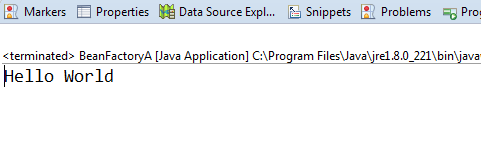 Markers Properties Data Source Expl... Snippets Problems
<terminated> BeanFactoryA [Java Application] C:\Program Files\Java\jre1.8.0_221\bin\java
Hello World